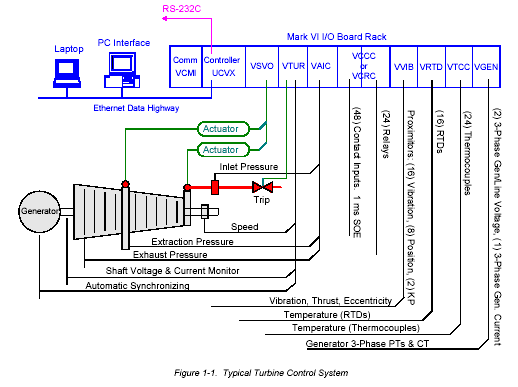 RS-232C
Mark VI I/O Board Rack
Laptop
PC Interface
Comm
VCMI
Controller
UCVX
VSVO
VTUR
VAIC
VCCC
or
VCRC
VVIB
VRTD
VTCC
VGEN
Ethernet Data Highway
Actuator
Actuator
Inlet Pressure
Trip
Generator
Speed
Extraction Pressure
Exhaust Pressure
Shaft Voltage & Current Monitor
Automatic Synchronizing
(48) Contact Inputs. 1 ms SOE
(24) Relays
Proximitors: (16) Vibration, (8) Position, (2) KP
(16) RTDs
(24) Thermocouples
(2) 3-Phase Gen/Line Voltage, (1) 3-Phase Gen. Current
Vibration, Thrust, Eccentricity
Temperature (RTDs)
Temperature (Thermocouples)
Generator 3-Phase PTs & CT
Figure 1-1. Typical Turbine Control System